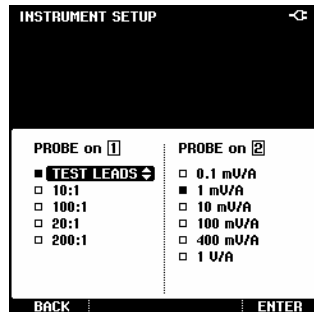 INSTRUMENT SETUP
PROBE on 1
TEST LEADS
10:1
100:1
20:1
200:1
PROBE on 2
0.1 mV/A
1 mV/A
10 mV/A
100 mV/A
400 mV/A
1 V/A
BACK
ENTER